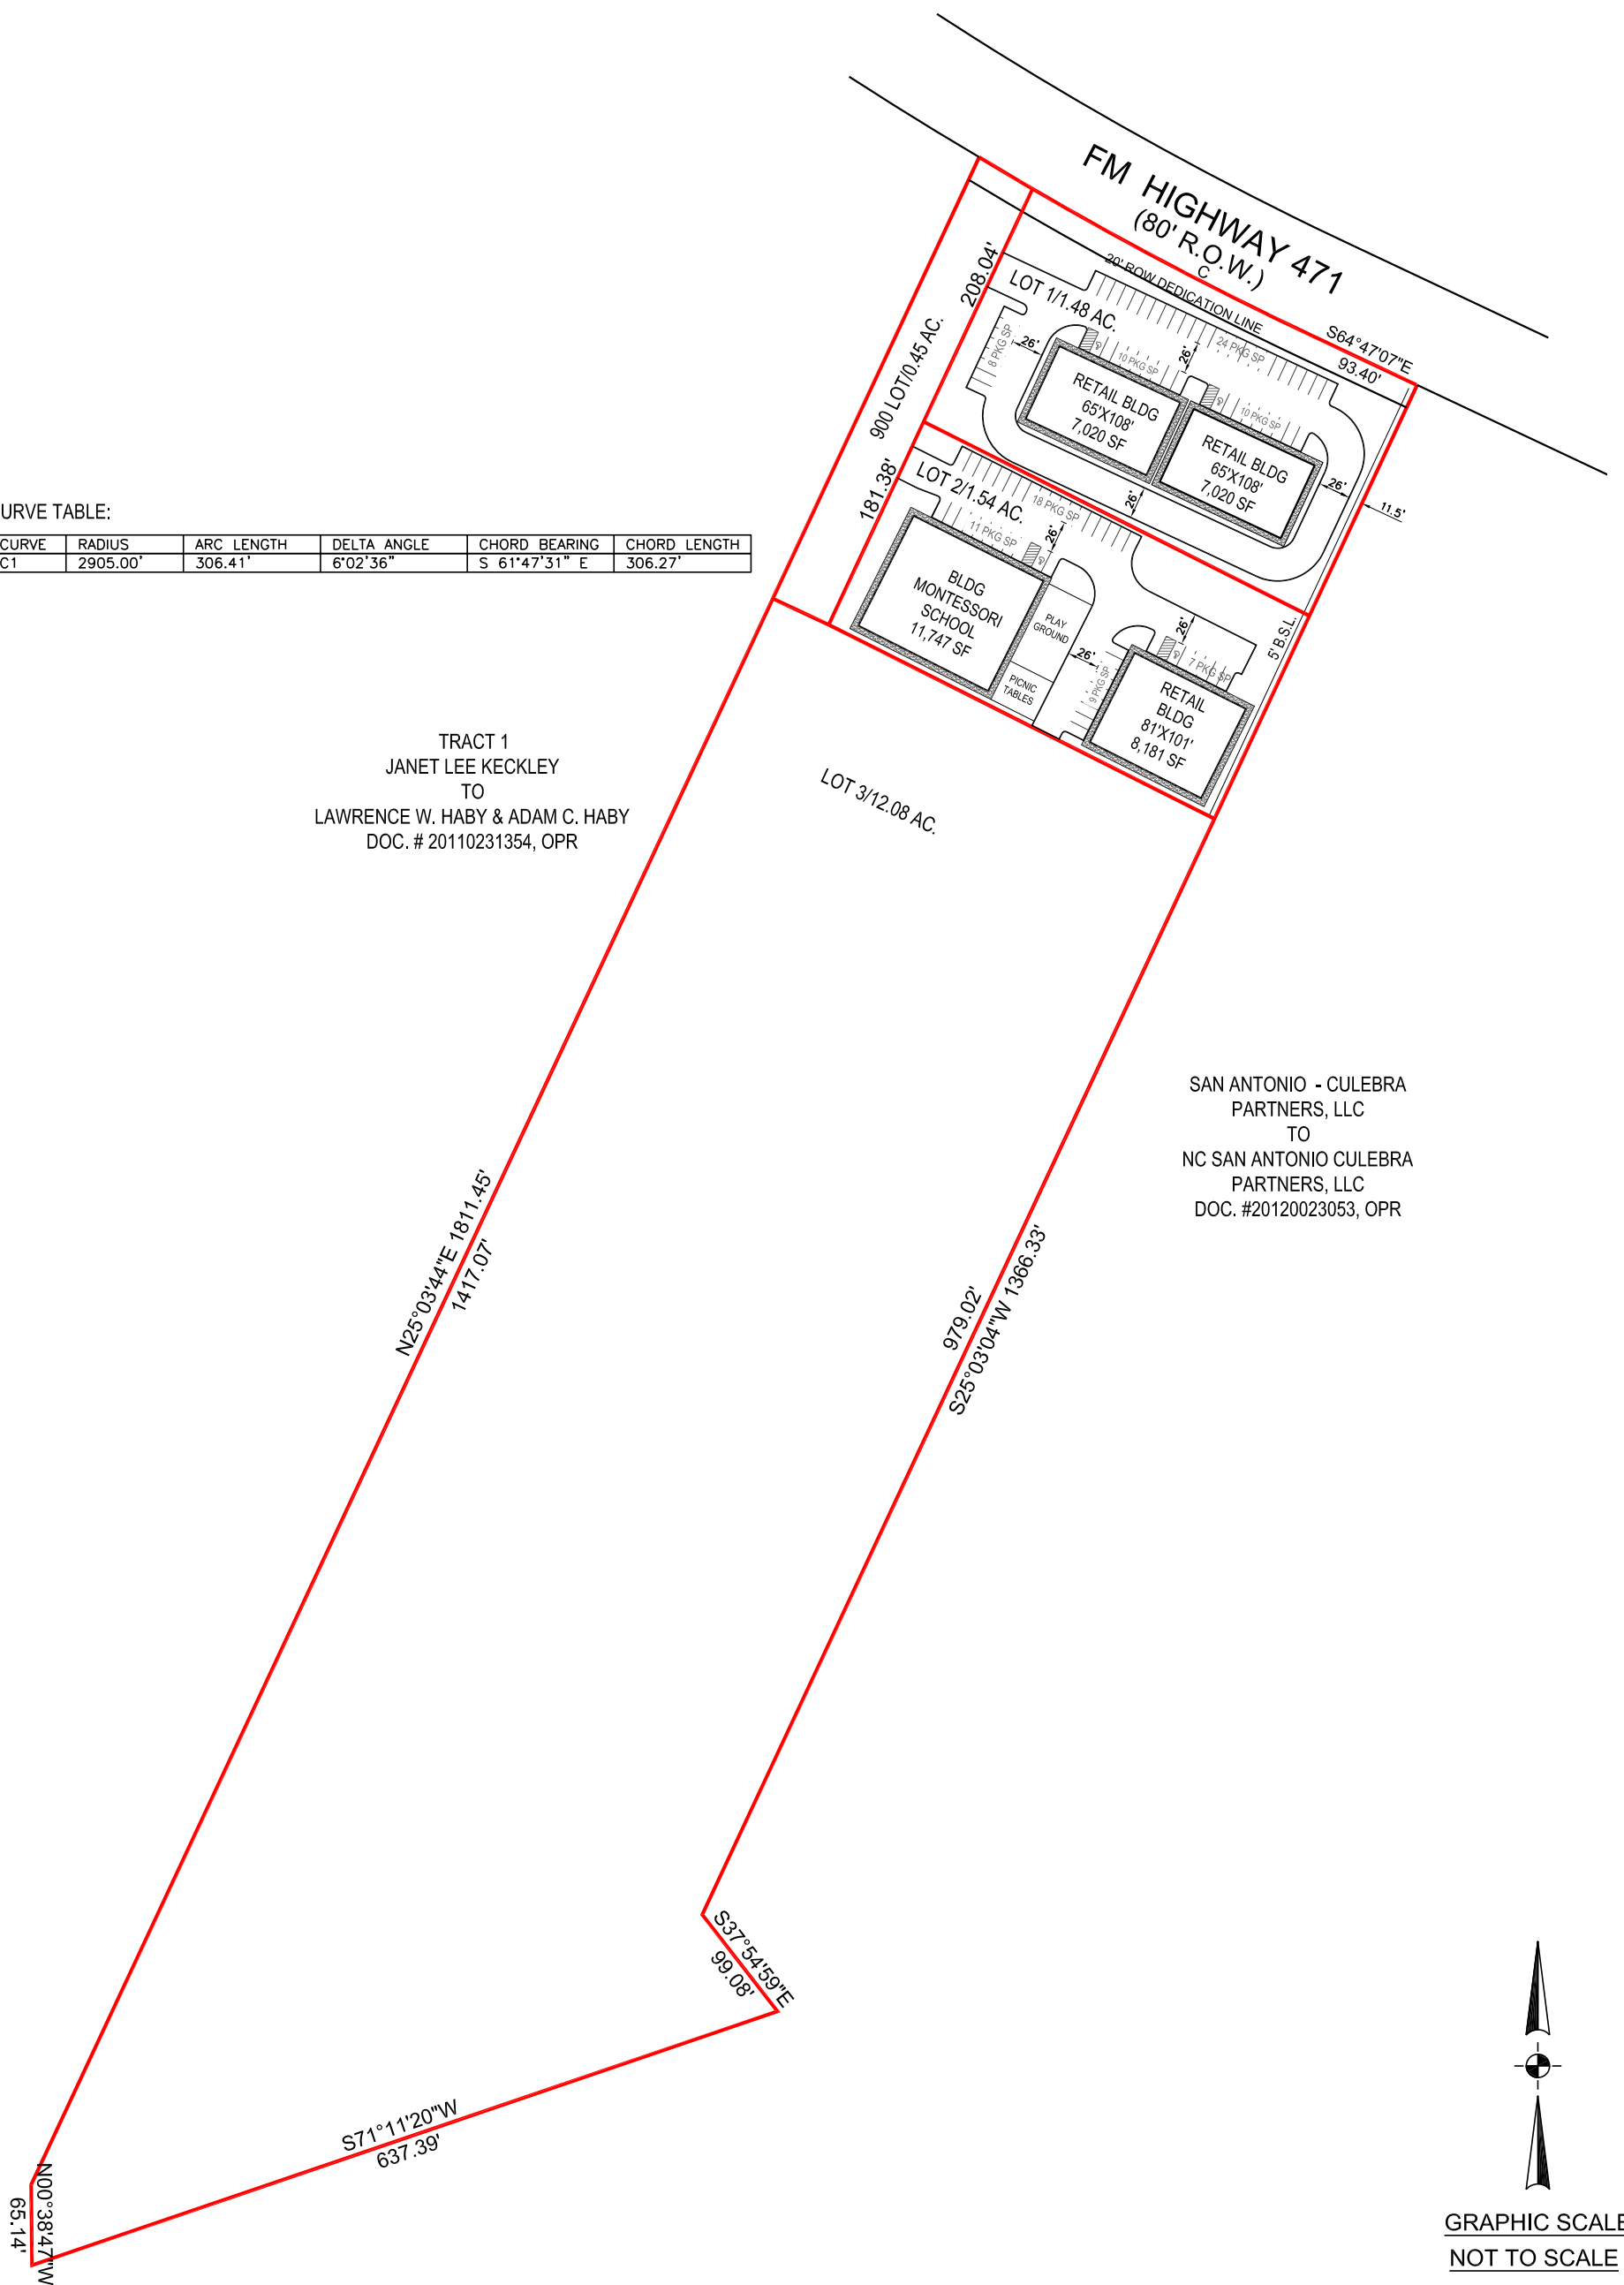 FM HIGHWAY 471
(80' R.O.W.)
C
20' ROW DEDICATION LINE
S64°47'07"E
93.40'
208.04'
LOT 1/1.48 AC.
900 LOT/0.45 AC.
8 PKG SP
26'
10 PKG SP
26'
24 PKG SP
10 PKG SP
RETAIL BLDG
65'X108'
7,020 SF
RETAIL BLDG
65'X108'
7,020 SF
26'
26'
11.5'
181.38'
LOT 2/1.54 AC.
18 PKG SP
11 PKG SP
26'
BLDG
MONTESSORI
SCHOOL
11,747 SF
PLAY
GROUND
PICNIC
TABLES
26'
9 PKG SP
26'
7 PKG SP
5' B.S.L.
RETAIL
BLDG
81'X101'
8,181 SF
URVE TABLE:
CURVE RADIUS ARC LENGTH DELTA ANGLE CHORD BEARING CHORD LENGTH
C1 2905.00' 306.41' 6°02'36" S 61°47'31" E 306.27'
TRACT 1
JANET LEE KECKLEY
TO
LAWRENCE W. HABY & ADAM C. HABY
DOC. # 20110231354, OPR
LOT 3/12.08 AC.
SAN ANTONIO - CULEBRA
PARTNERS, LLC
TO
NC SAN ANTONIO CULEBRA
PARTNERS, LLC
DOC. #20120023053, OPR
N25°03'44"E 1811.45'
1417.07'
979.02'
S25°03'04"W 1366.33'
S37°54'59"E
99.08'
S71°11'20"W
637.39'
N00°38'47"W
65.14'
GRAPHIC SCALE
NOT TO SCALE